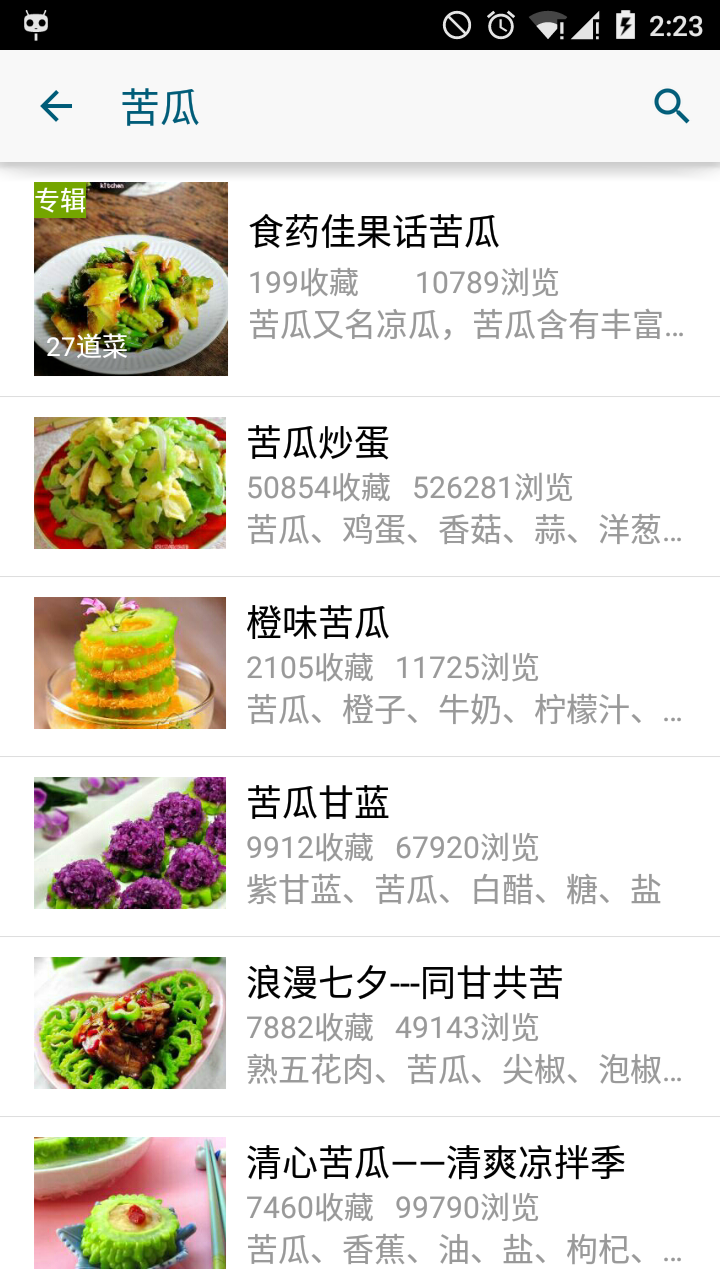 2:23
苦瓜
kitchen
专辑
27道菜
食药佳果话苦瓜
199收藏 10789浏览
苦瓜又名凉瓜，苦瓜含有丰富...
苦瓜炒蛋
50854收藏 526281浏览
苦瓜、鸡蛋、香菇、蒜、洋葱...
橙味苦瓜
2105收藏 11725浏览
苦瓜、橙子、牛奶、柠檬汁、...
苦瓜甘蓝
9912收藏 67920浏览
紫甘蓝、苦瓜、白醋、糖、盐
浪漫七夕---同甘共苦
7882收藏 49143浏览
熟五花肉、苦瓜、尖椒、泡椒...
清心苦瓜——清爽凉拌季
7460收藏 99790浏览
苦瓜、香蕉、油、盐、枸杞、...